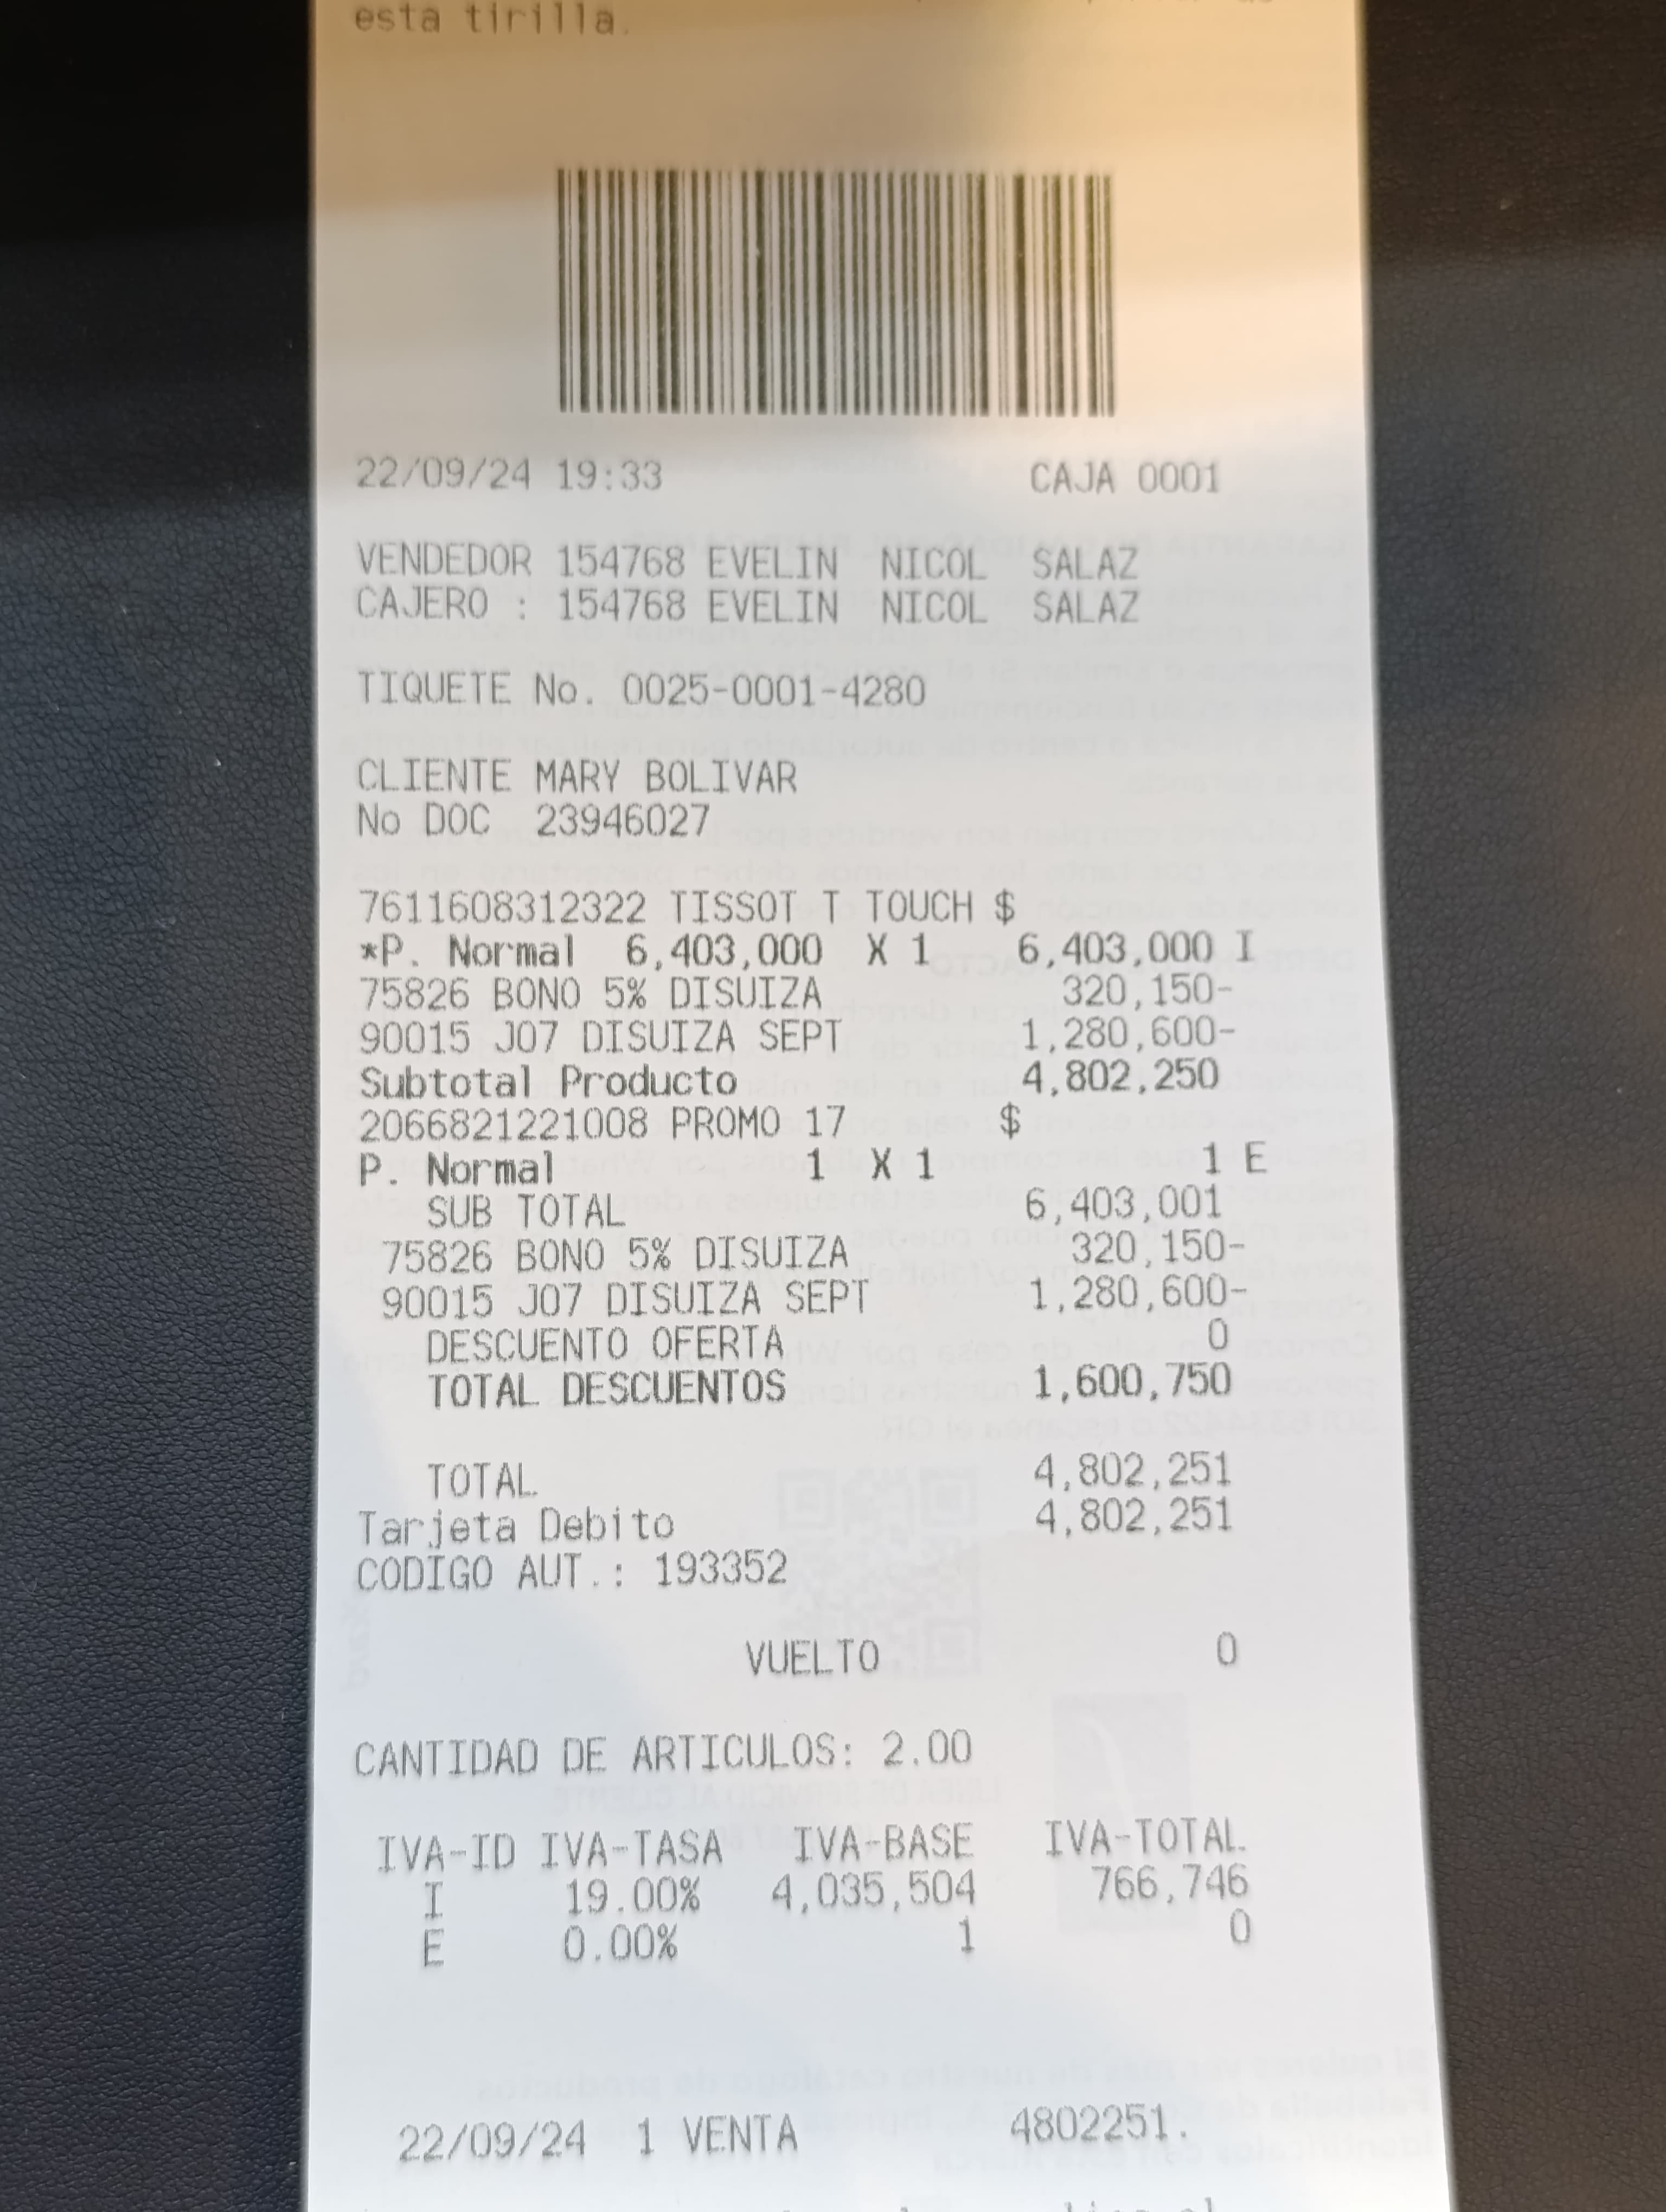 esta tirilla.
22/09/24 19:33 CAJA 0001
VENDEDOR 154768 EVELIN NICOL SALAZ
CAJERO : 154768 EVELIN NICOL SALAZ
TIQUETE No. 0025-0001-4280
CLIENTE MARY BOLIVAR
No DOC 23946027
7611608312322 TISSOT T TOUCH $
*P. Normal 6,403,000 X 1 6,403,000 I
75826 BONO 5% DISUIZA 320,150-
90015 J07 DISUIZA SEPT 1,280,600-
Subtotal Producto 4,802,250
2066821221008 PROMO 17 $
P. Normal 1 X 1 1 E
SUB TOTAL 6,403,001
75826 BONO 5% DISUIZA 320,150-
90015 J07 DISUIZA SEPT 1,280,600-
DESCUENTO OFERTA 0
TOTAL DESCUENTOS 1,600,750
TOTAL 4,802,251
Tarjeta Debito 4,802,251
CODIGO AUT.: 193352
VUELTO 0
CANTIDAD DE ARTICULOS: 2.00
IVA-ID IVA-TASA IVA-BASE IVA-TOTAL
I 19.00% 4,035,504 766,746
E 0.00% 1 0
22/09/24 1 VENTA 4802251.